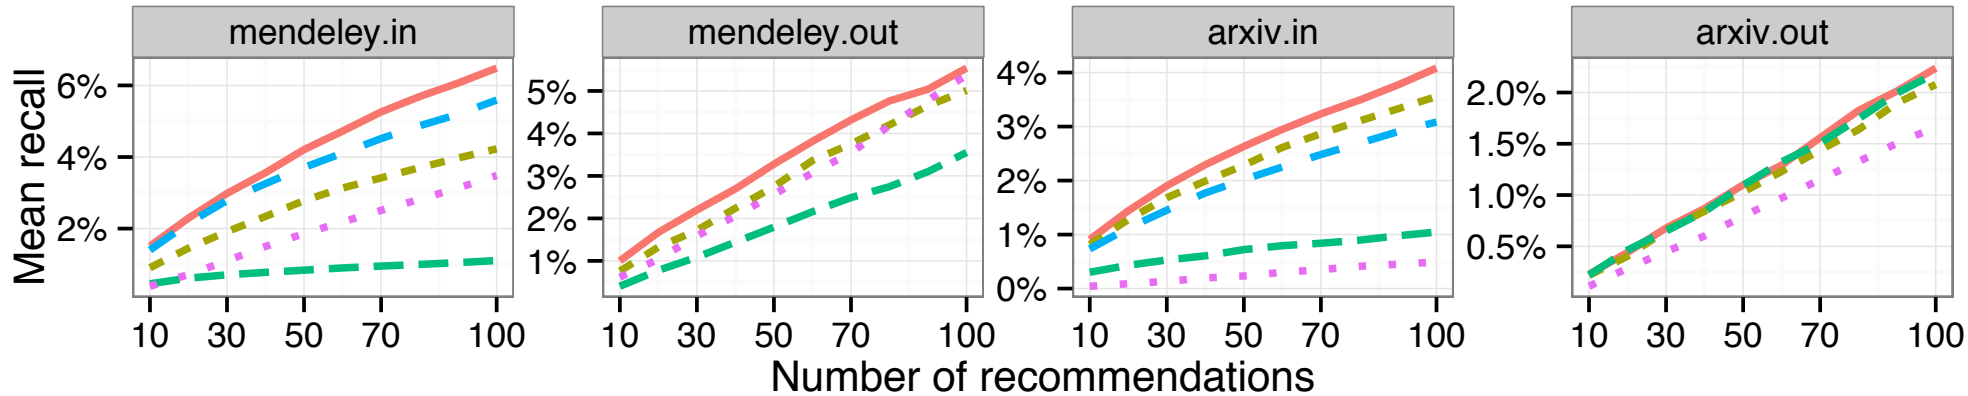 mendeley.in
mendeley.out
arxiv.in
arxiv.out
Mean recall
6%
4%
2%
5%
4%
3%
2%
1%
4%
3%
2%
1%
0%
2.0%
1.5%
1.0%
0.5%
10 30 50 70 100
10 30 50 70 100
10 30 50 70 100
10 30 50 70 100
Number of recommendations